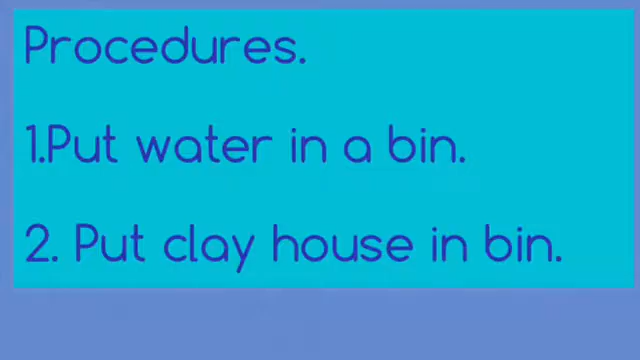 Procedures.
1.Put water in a bin.
2. Put clay house in bin.